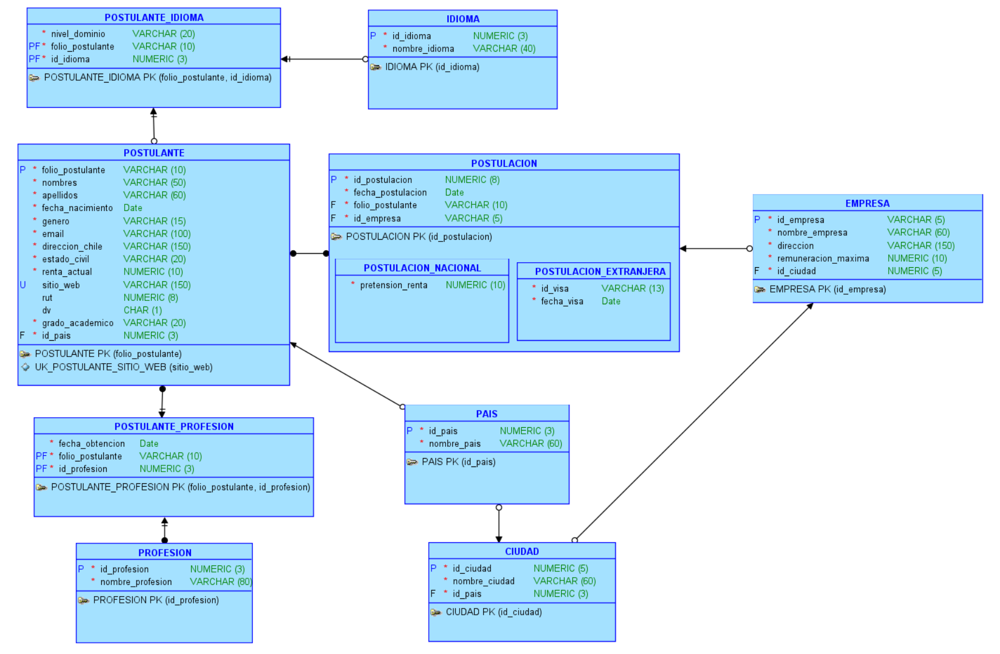 POSTULANTE_IDIOMA
* nivel_dominio VARCHAR (20)
PF * folio_postulante VARCHAR (10)
PF * id_idioma NUMERIC (3)
POSTULANTE_IDIOMA PK (folio_postulante, id_idioma)
IDIOMA
P * id_idioma NUMERIC (3)
* nombre_idioma VARCHAR (40)
IDIOMA PK (id_idioma)
POSTULANTE
P * folio_postulante VARCHAR (10)
* nombres VARCHAR (50)
* apellidos VARCHAR (60)
* fecha_nacimiento Date
* genero VARCHAR (15)
* email VARCHAR (100)
* direccion_chile VARCHAR (150)
* estado_civil VARCHAR (20)
* renta_actual NUMERIC (10)
U sitio_web VARCHAR (150)
rut NUMERIC (8)
dv CHAR (1)
* grado_academico VARCHAR (20)
F * id_pais NUMERIC (3)
POSTULANTE PK (folio_postulante)
UK_POSTULANTE_SITIO_WEB (sitio_web)
POSTULACION
P * id_postulacion NUMERIC (8)
* fecha_postulacion Date
F * folio_postulante VARCHAR (10)
F * id_empresa VARCHAR (5)
POSTULACION PK (id_postulacion)
POSTULACION_NACIONAL
* pretension_renta NUMERIC (10)
POSTULACION_EXTRANJERA
* id_visa VARCHAR (13)
* fecha_visa Date
EMPRESA
P * id_empresa VARCHAR (5)
* nombre_empresa VARCHAR (60)
* direccion VARCHAR (150)
* remuneracion_maxima NUMERIC (10)
F * id_ciudad NUMERIC (5)
EMPRESA PK (id_empresa)
POSTULANTE_PROFESION
* fecha_obtencion Date
PF * folio_postulante VARCHAR (10)
PF * id_profesion NUMERIC (3)
POSTULANTE_PROFESION PK (folio_postulante, id_profesion)
PAIS
P * id_pais NUMERIC (3)
* nombre_pais VARCHAR (60)
PAIS PK (id_pais)
PROFESION
P * id_profesion NUMERIC (3)
* nombre_profesion VARCHAR (80)
PROFESION PK (id_profesion)
CIUDAD
P * id_ciudad NUMERIC (5)
* nombre_ciudad VARCHAR (60)
F * id_pais NUMERIC (3)
CIUDAD PK (id_ciudad)